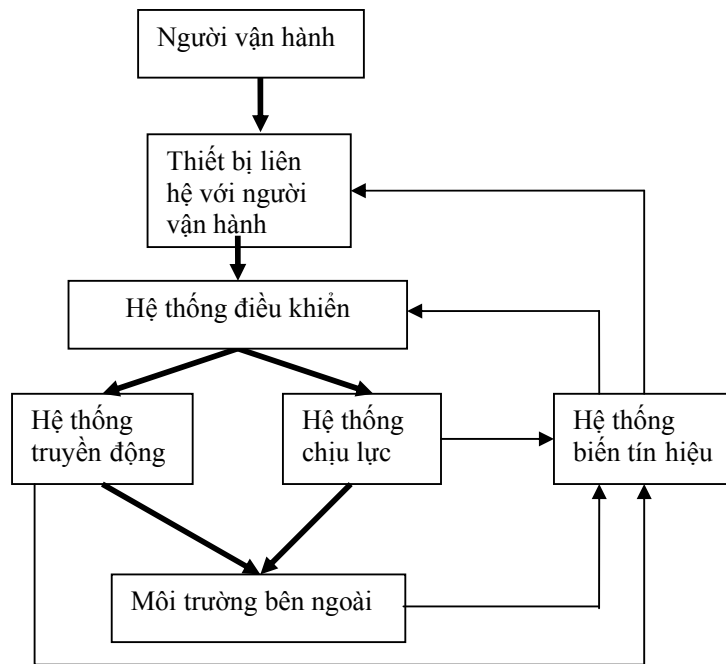 Người vận hành
Thiết bị liên
hệ với người
vận hành
Hệ thống điều khiển
Hệ thống
truyền động
Hệ thống
chịu lực
Hệ thống
biến tín hiệu
Môi trường bên ngoài